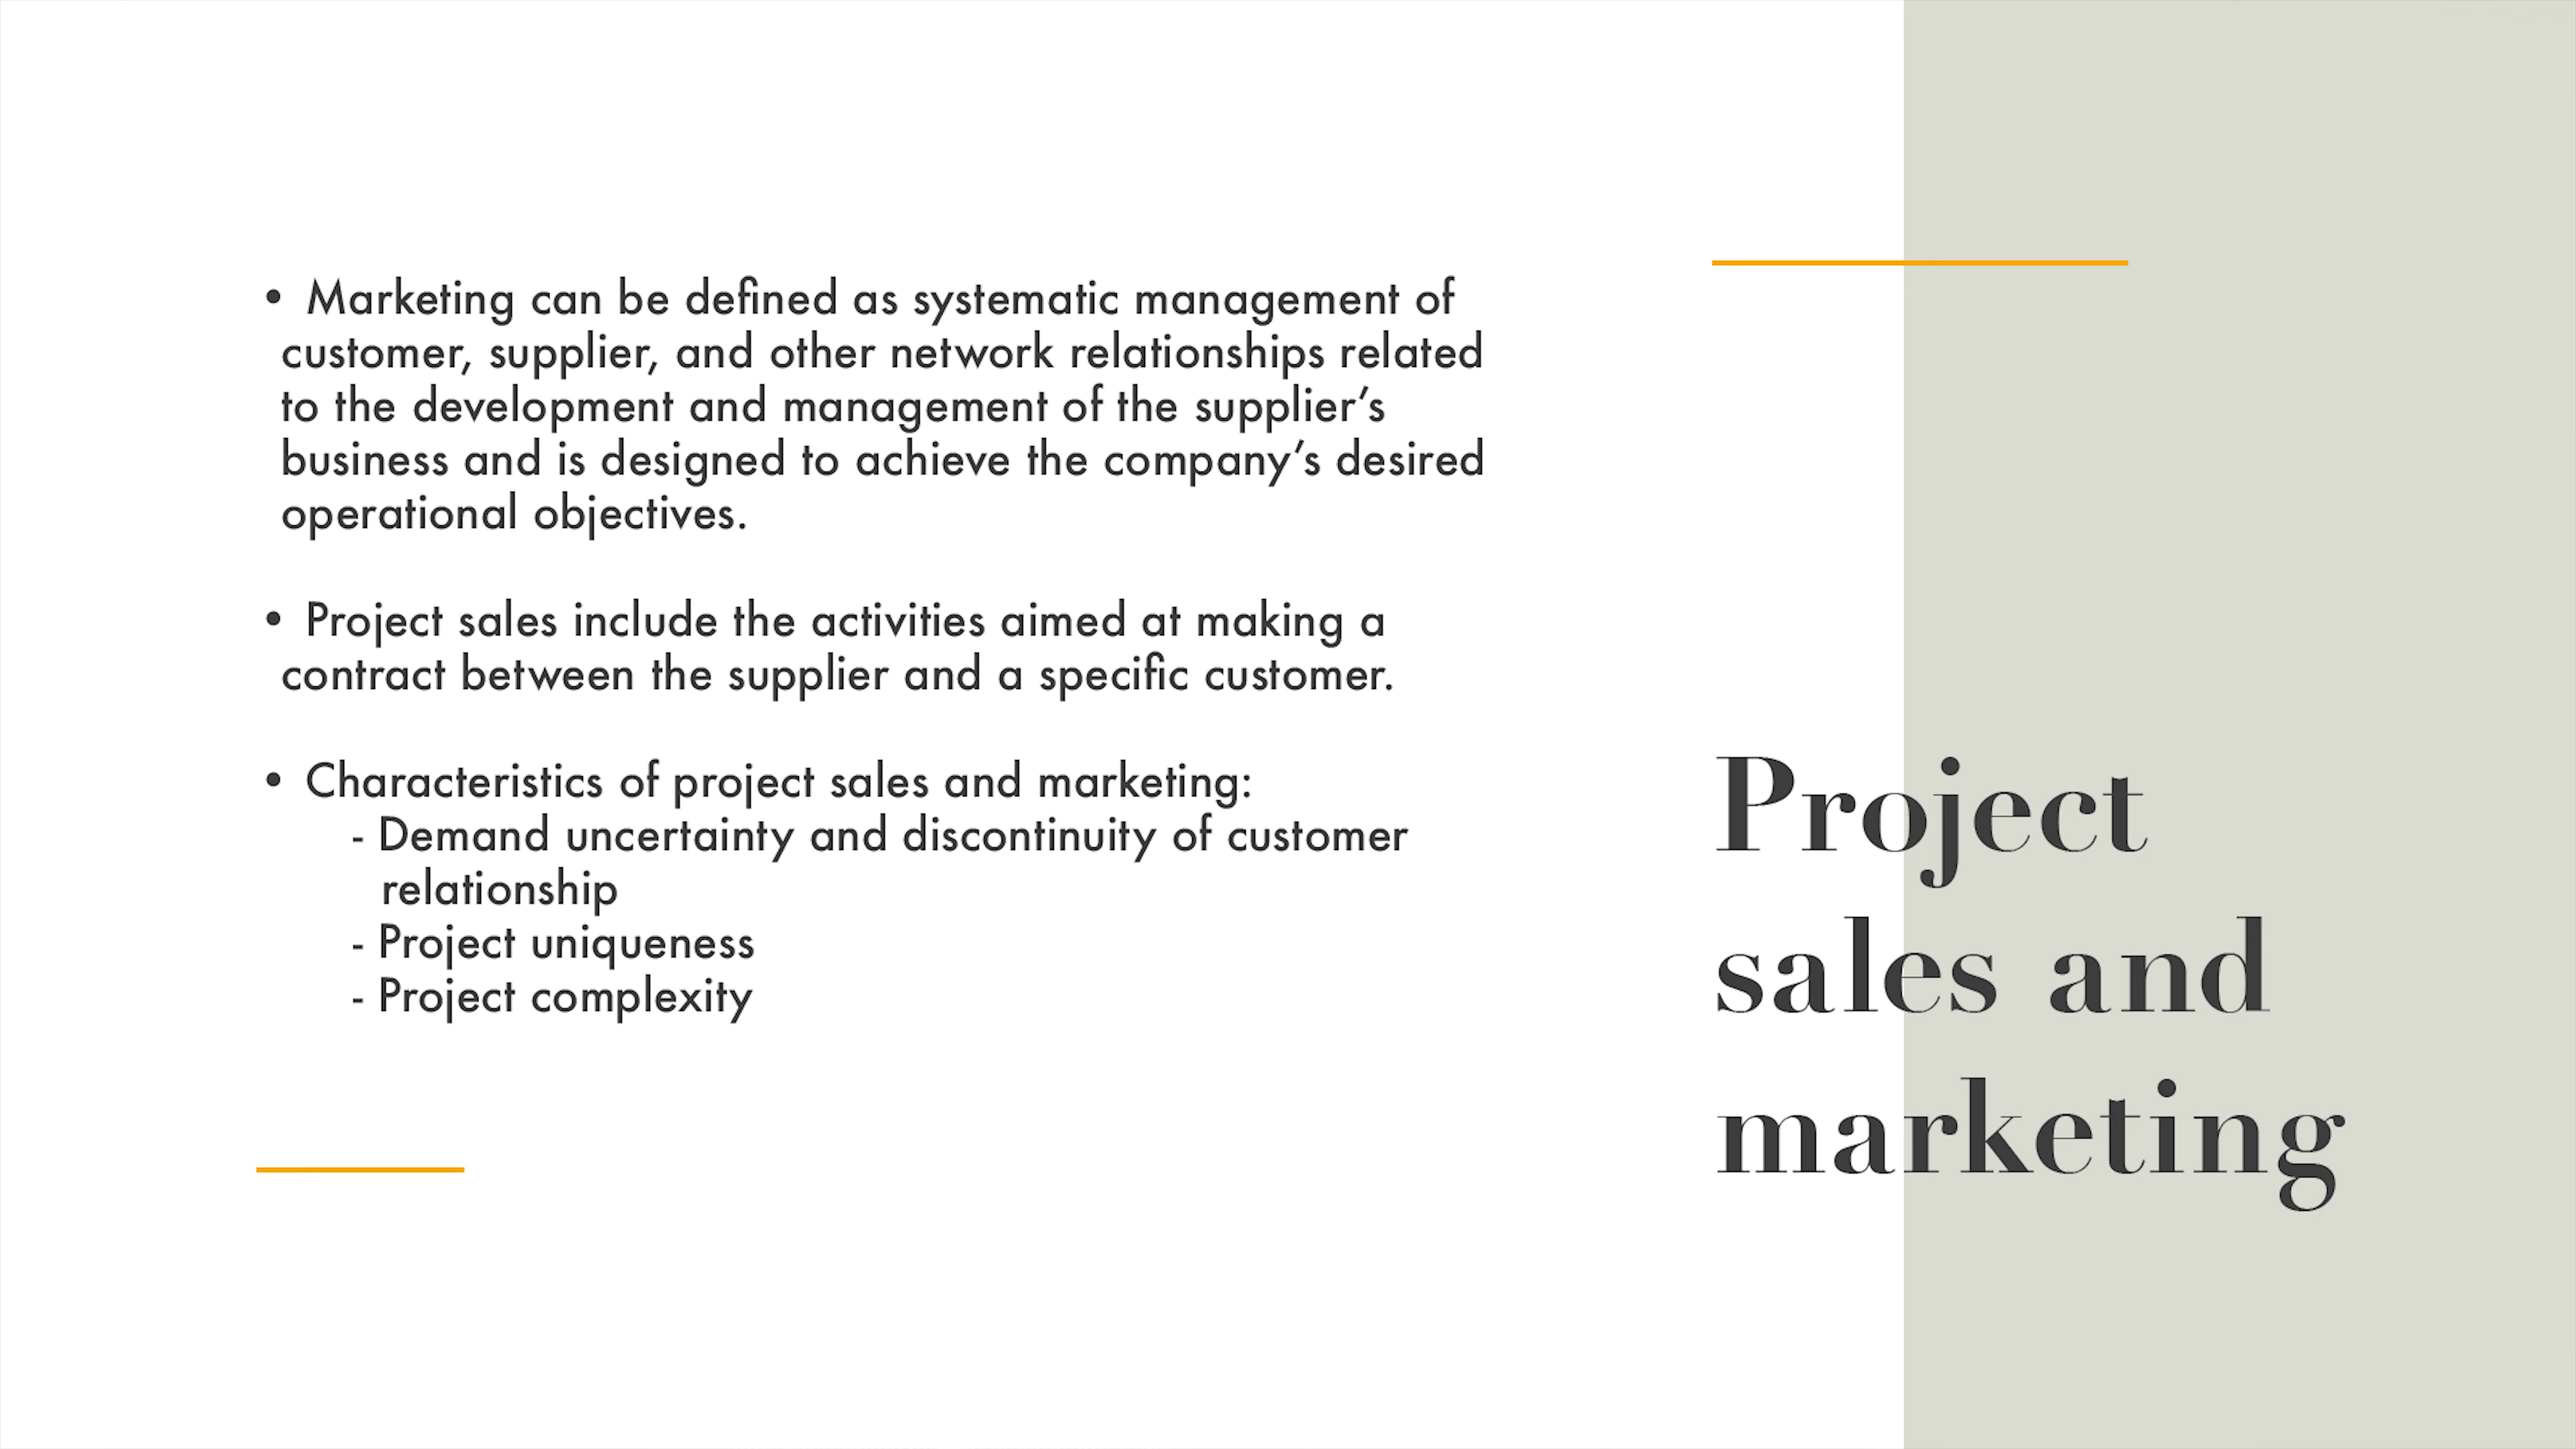 • Marketing can be defined as systematic management of
customer, supplier, and other network relationships related
to the development and management of the supplier’s
business and is designed to achieve the company’s desired
operational objectives.
• Project sales include the activities aimed at making a
contract between the supplier and a specific customer.
• Characteristics of project sales and marketing:
- Demand uncertainty and discontinuity of customer
relationship
- Project uniqueness
- Project complexity
Project
sales and
marketing